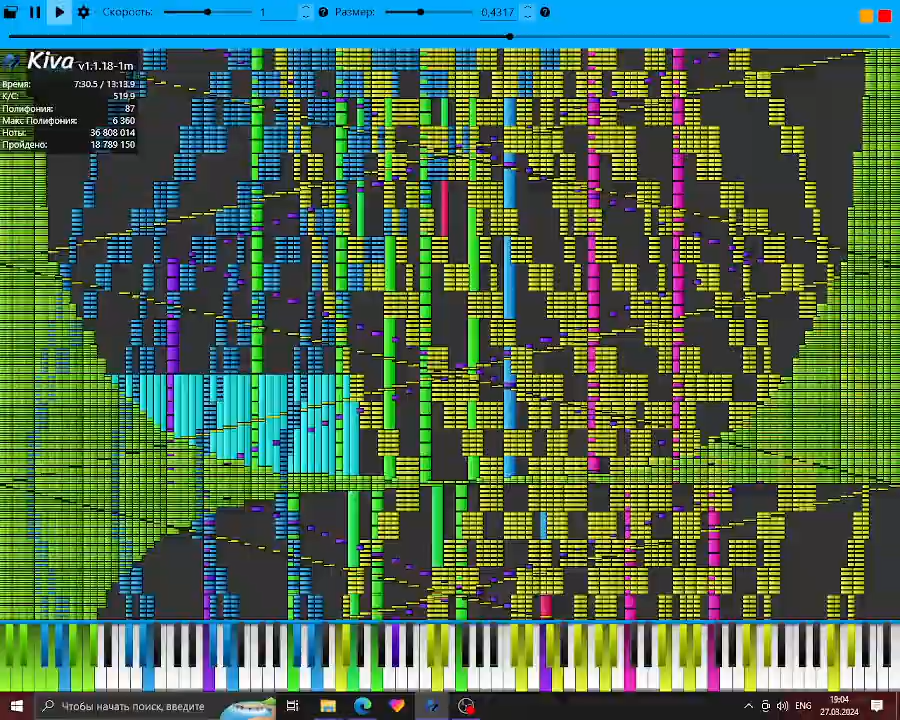 Скорость: 1 Размер: 0,4317
Kiva v1.1.18-1m
Время: 7:30.5 / 13:13.9
К/С: 519.9
Полифония: 87
Макс Полифония: 6 360
Ноты: 36 808 014
Пройдено: 18 789 150
Чтобы начать поиск, введите
ENG
19:04
27.03.2024